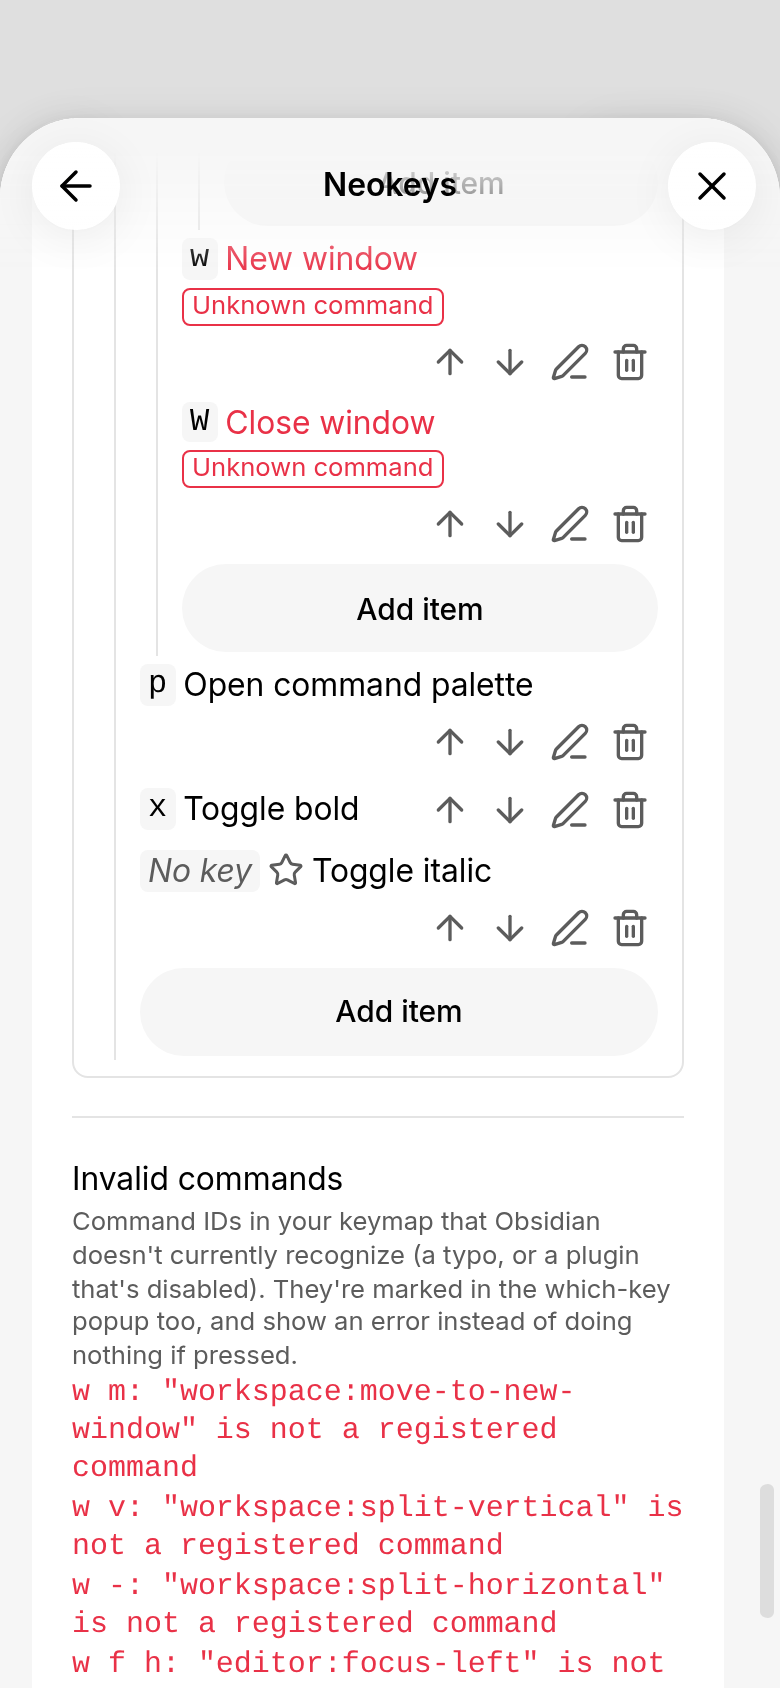 Neokeys
Add item
w New window
Unknown command
W Close window
Unknown command
Add item
p Open command palette
x Toggle bold
No key Toggle italic
Add item
Invalid commands
Command IDs in your keymap that Obsidian
doesn't currently recognize (a typo, or a plugin
that's disabled). They're marked in the which-key
popup too, and show an error instead of doing
nothing if pressed.
w m: "workspace:move-to-new-
window" is not a registered
command
w v: "workspace:split-vertical" is
not a registered command
w -: "workspace:split-horizontal"
is not a registered command
w f h: "editor:focus-left" is not